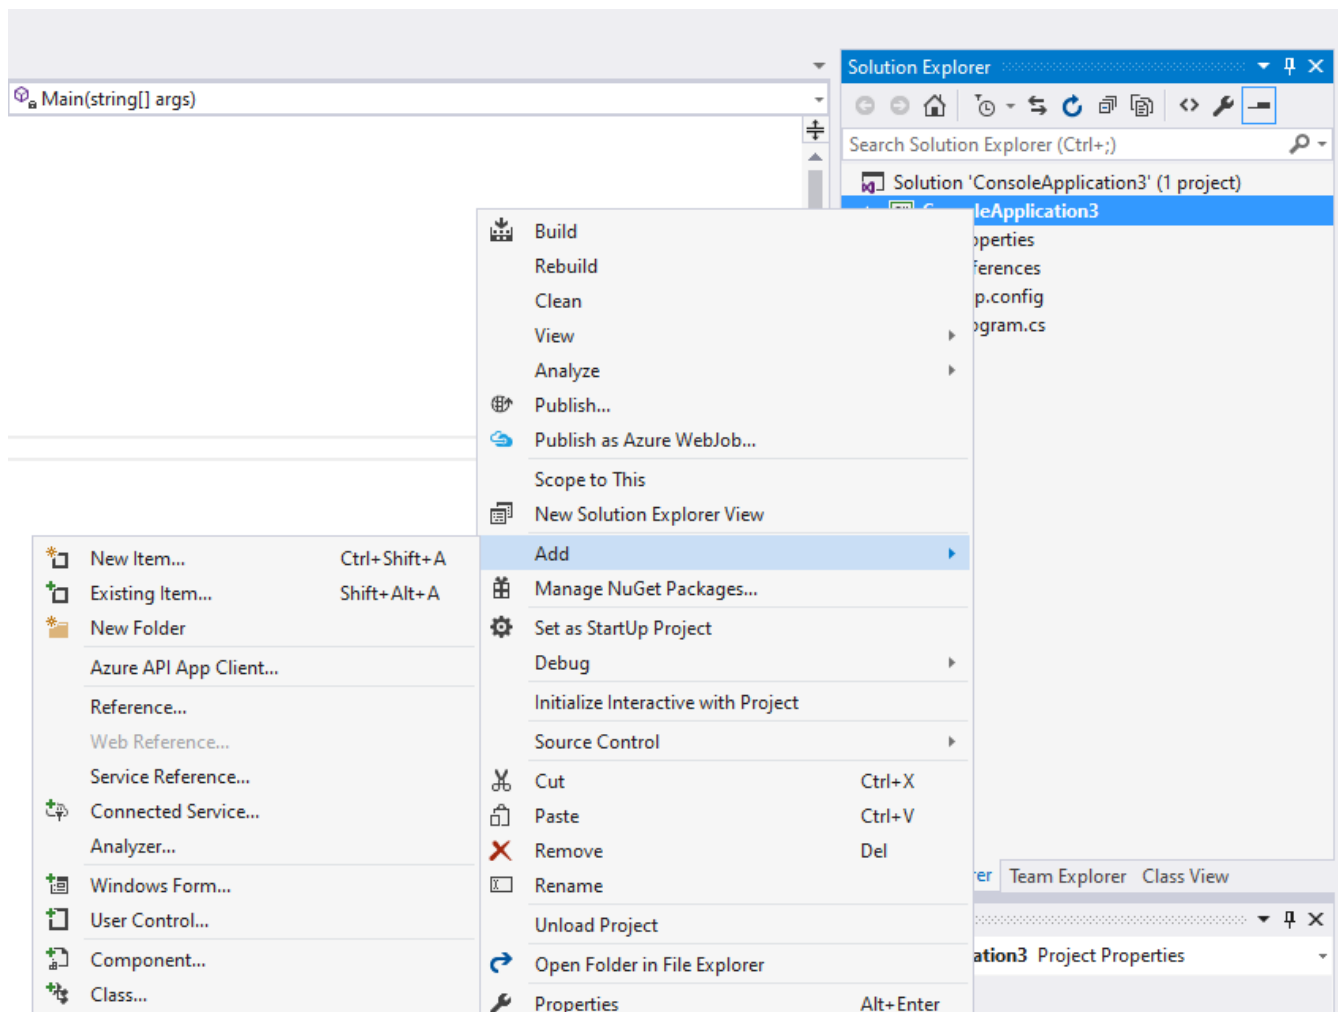 Solution Explorer
Main(string[] args)
Search Solution Explorer (Ctrl+;)
Solution 'ConsoleApplication3' (1 project)
leApplication3
perties
ferences
p.config
ogram.cs
Build
Rebuild
Clean
View
Analyze
Publish...
Publish as Azure WebJob...
Scope to This
New Solution Explorer View
Add
Manage NuGet Packages...
Set as StartUp Project
Debug
Initialize Interactive with Project
Source Control
Cut Ctrl+X
Paste Ctrl+V
Remove Del
Rename
Unload Project
Open Folder in File Explorer
Properties Alt+Enter
New Item... Ctrl+Shift+A
Existing Item... Shift+Alt+A
New Folder
Azure API App Client...
Reference...
Web Reference...
Service Reference...
Connected Service...
Analyzer...
Windows Form...
User Control...
Component...
Class...
rer Team Explorer Class View
ation3 Project Properties